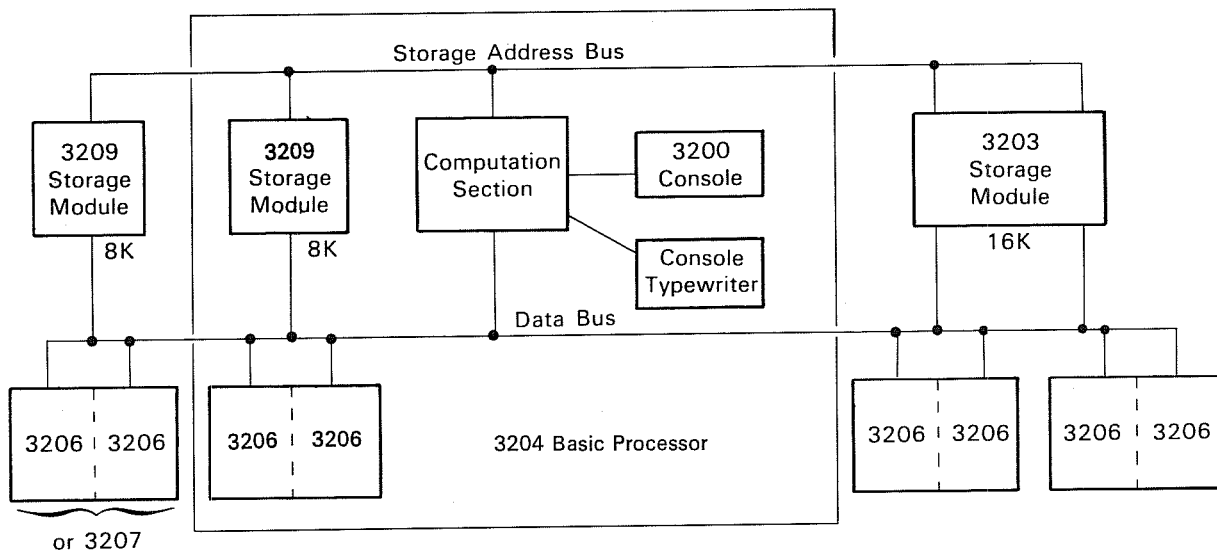 Storage Address Bus
3209
Storage
Module
8K
3209
Storage
Module
8K
Computation
Section
3200
Console
Console
Typewriter
3203
Storage
Module
16K
Data Bus
3206 3206
3206 3206
3204 Basic Processor
3206 3206
3206 3206
or 3207